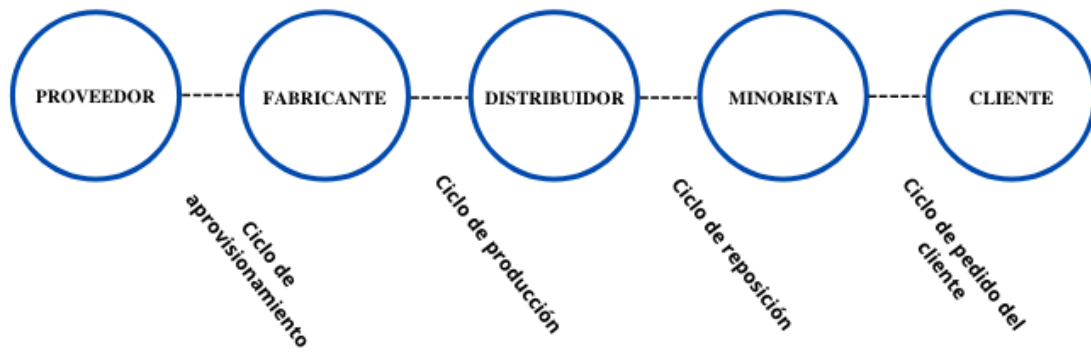 PROVEEDOR
FABRICANTE
DISTRIBUIDOR
MINORISTA
CLIENTE
Ciclo de
aprovisionamiento
Ciclo de producción
Ciclo de reposición
Ciclo de pedido del
cliente